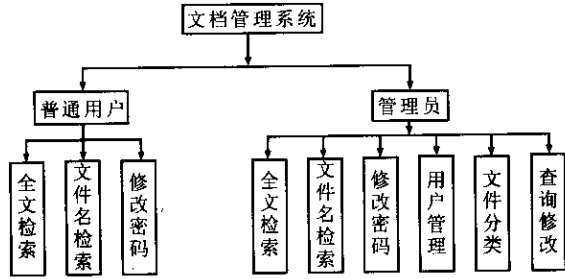 文档管理系统
普通用户
管理员
全文检索
文件名检索
修改密码
全文检索
文件名检索
修改密码
用户管理
文件分类
查询修改